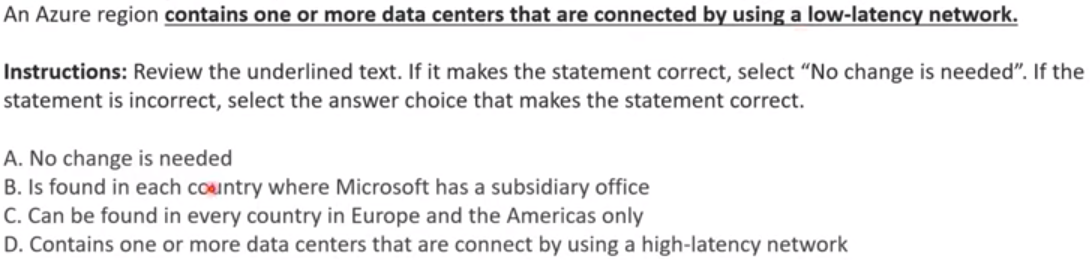 An Azure region contains one or more data centers that are connected by using a low-latency network.
Instructions: Review the underlined text. If it makes the statement correct, select “No change is needed”. If the
statement is incorrect, select the answer choice that makes the statement correct.
A. No change is needed
B. Is found in each country where Microsoft has a subsidiary office
C. Can be found in every country in Europe and the Americas only
D. Contains one or more data centers that are connect by using a high-latency network